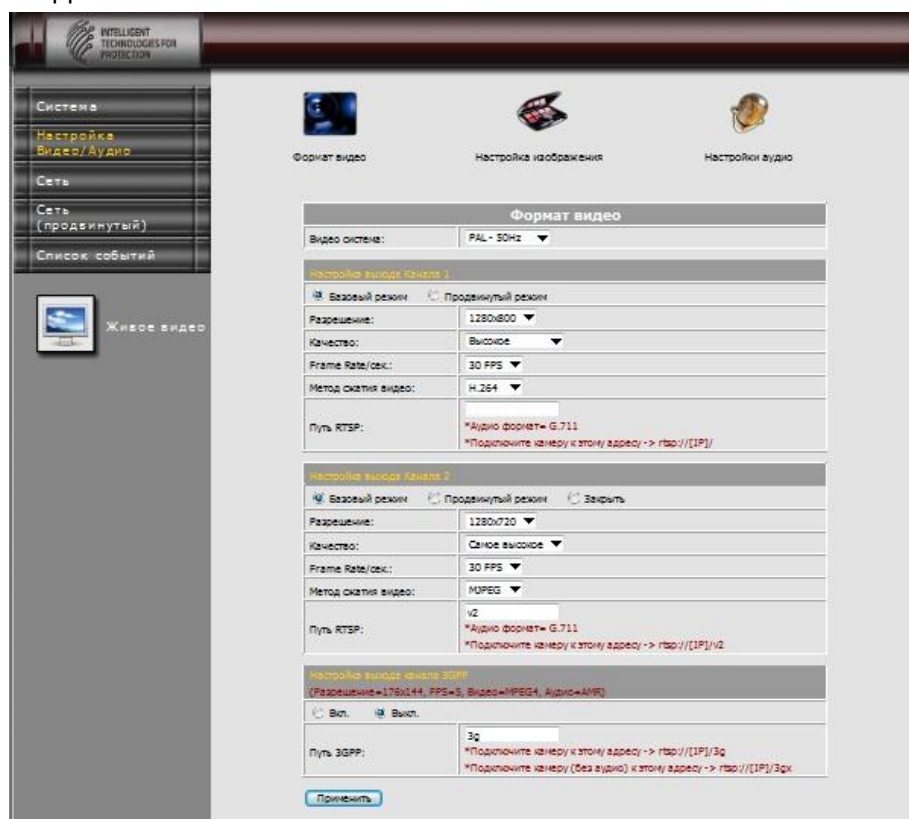 INTELLIGENT
TECHNOLOGIES FOR
PROTECTION
Система
Настройка
Видео/Аудио
Сеть
Сеть
(продвинутый)
Список событий
Живое видео
Формат видео
Настройка изображения
Настройки аудио
Формат видео
Видео система: PAL - 50Hz
Настройка выхода Канала 1
Базовый режим Продвинутый режим
Разрешение: 1280x800
Качество: Высокое
Frame Rate/сек.: 30 FPS
Метод сжатия видео: H.264
Путь RTSP:
*Аудио формат= G.711
*Подключите камеру к этому адресу -> rtsp://[IP]/
Настройка выхода Канала 2
Базовый режим Продвинутый режим Закрыть
Разрешение: 1280x720
Качество: Самое высокое
Frame Rate/сек.: 30 FPS
Метод сжатия видео: MJPEG
Путь RTSP: v2
*Аудио формат= G.711
*Подключите камеру к этому адресу -> rtsp://[IP]/v2
Настройка выхода канала 3GPP
(Разрешение=176x144, FPS=5, Видео=MPEG4, Аудио=AMR)
Вкл. Выкл.
Путь 3GPP: 3g
*Подключите камеру к этому адресу -> rtsp://[IP]/3g
*Подключите камеру (без аудио) к этому адресу -> rtsp://[IP]/3gx
Применить